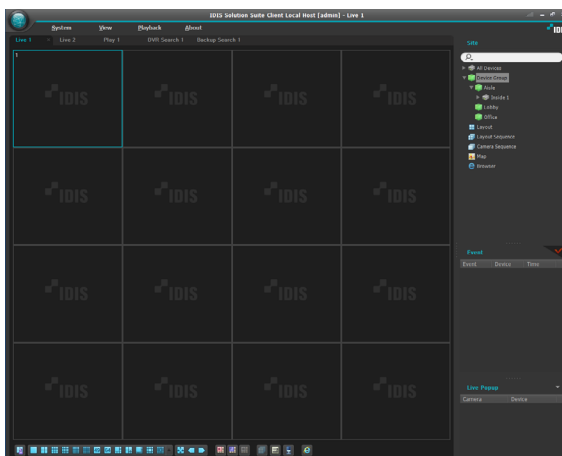 IDIS Solution Suite Client Local Host [admin] - Live 1
System View Playback About
IDI
Live 1 Live 2 Play 1 DVR Search 1 Backup Search 1
Site
1
All Devices
Device Group
Aisle
Inside 1
Lobby
Office
Layout
Layout Sequence
Camera Sequence
Map
Browser
IDIS IDIS IDIS IDIS
IDIS IDIS IDIS IDIS
IDIS IDIS IDIS IDIS
IDIS IDIS IDIS IDIS
Panel
Event Device Time
Live Popup
Camera Device